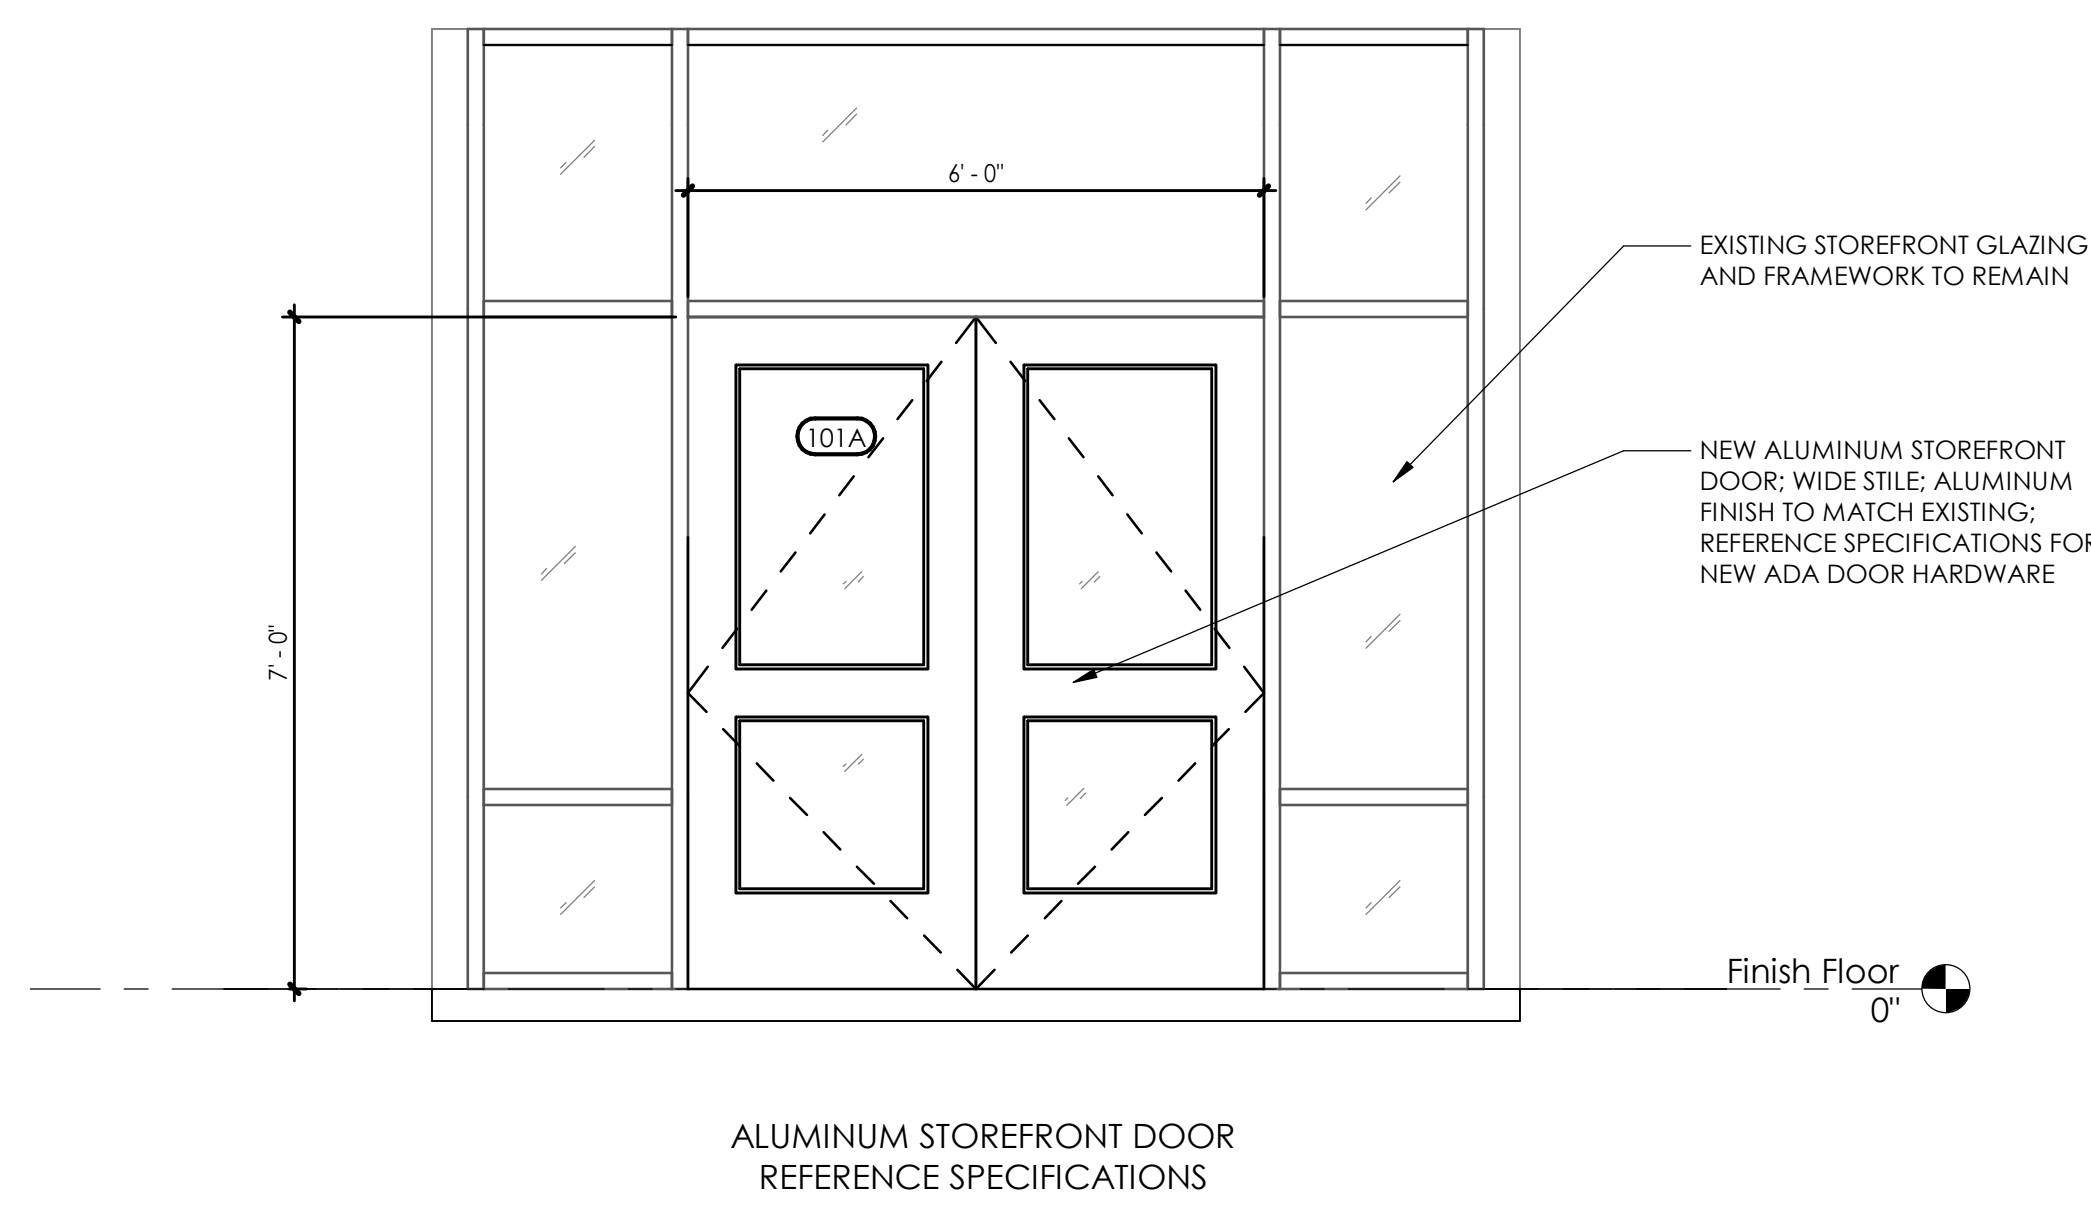 6' - 0"
EXISTING STOREFRONT GLAZING
AND FRAMEWORK TO REMAIN
101A
NEW ALUMINUM STOREFRONT
DOOR; WIDE STILE; ALUMINUM
FINISH TO MATCH EXISTING;
REFERENCE SPECIFICATIONS FOR
NEW ADA DOOR HARDWARE
7' - 0"
Finish Floor
0"
ALUMINUM STOREFRONT DOOR
REFERENCE SPECIFICATIONS